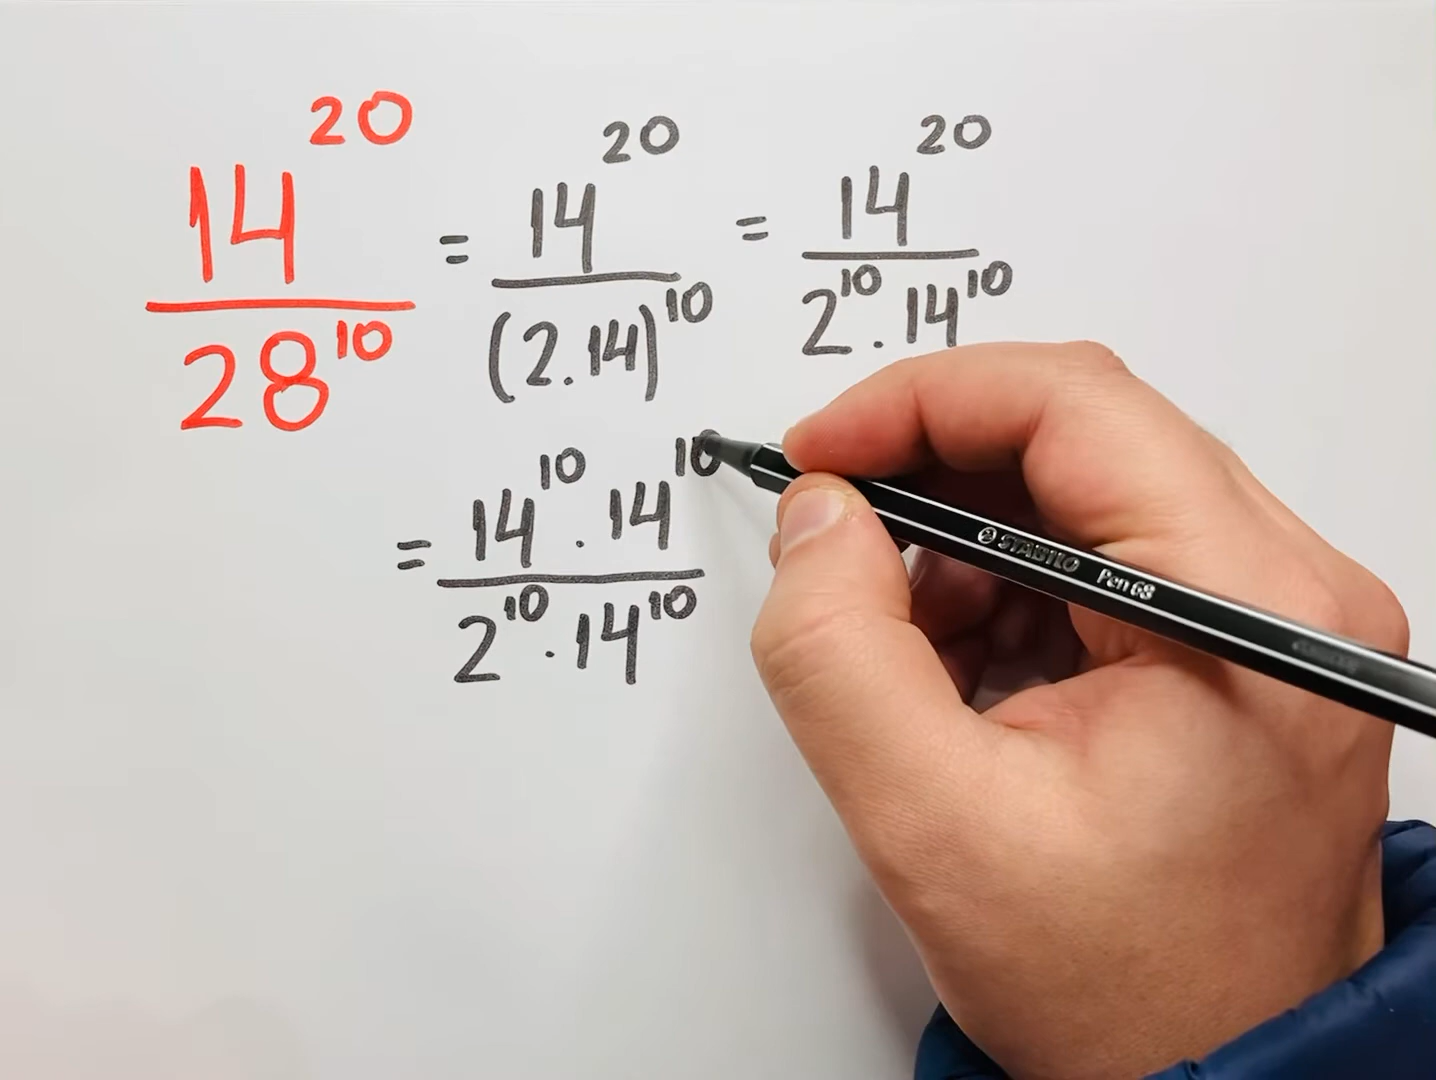 14^20 / 28^10 = 14^20 / (2.14)^10 = 14^20 / 2^10 . 14^10
= 14^10 . 14^10 / 2^10 . 14^10
STABILO Pen 68